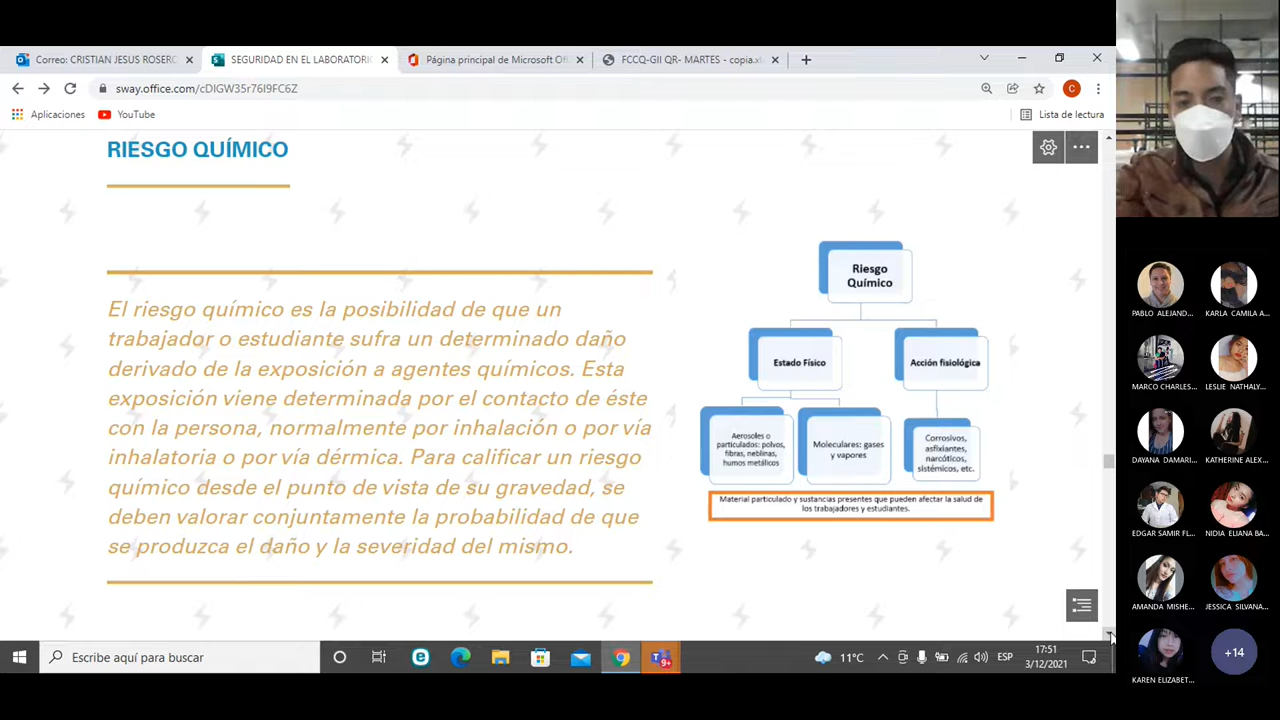 Correo: CRISTIAN JESUS ROSERO
SEGURIDAD EN EL LABORATORIO
Página principal de Microsoft Of
FCCQ-GII QR- MARTES - copia.xl
sway.office.com/cDIGW35r76I9FC6Z
Aplicaciones
YouTube
Lista de lectura
RIESGO QUÍMICO
El riesgo químico es la posibilidad de que un
trabajador o estudiante sufra un determinado daño
derivado de la exposición a agentes químicos. Esta
exposición viene determinada por el contacto de éste
con la persona, normalmente por inhalación o por vía
inhalatoria o por vía dérmica. Para calificar un riesgo
químico desde el punto de vista de su gravedad, se
deben valorar conjuntamente la probabilidad de que
se produzca el daño y la severidad del mismo.
Riesgo
Químico
Estado Físico
Acción fisiológica
Aerosoles o
particulados: polvos,
fibras, neblinas,
humos metálicos
Moleculares: gases
y vapores
Corrosivos,
asfixiantes,
narcóticos,
sistémicos, etc.
Material particulado y sustancias presentes que pueden afectar la salud de
los trabajadores y estudiantes.
PABLO ALEJAND...
KARLA CAMILA A...
MARCO CHARLES...
LESLIE NATHALY...
DAYANA DAMARI...
KATHERINE ALEX...
EDGAR SAMIR FL...
NIDIA ELIANA BA...
AMANDA MISHE...
JESSICA SILVANA...
KAREN ELIZABET...
+14
Escribe aquí para buscar
9+
11°C
ESP
17:51
3/12/2021